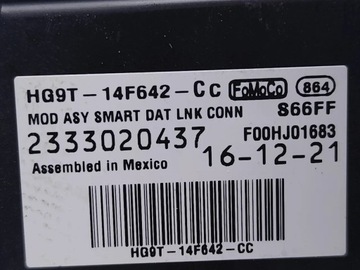 HG9T-14F642-CC FoMoCo 864
MOD ASY SMART DAT LNK CONN S66FF
2333020437 F00HJ01683
Assembled in Mexico 16-12-21
HG9T-14F642-CC